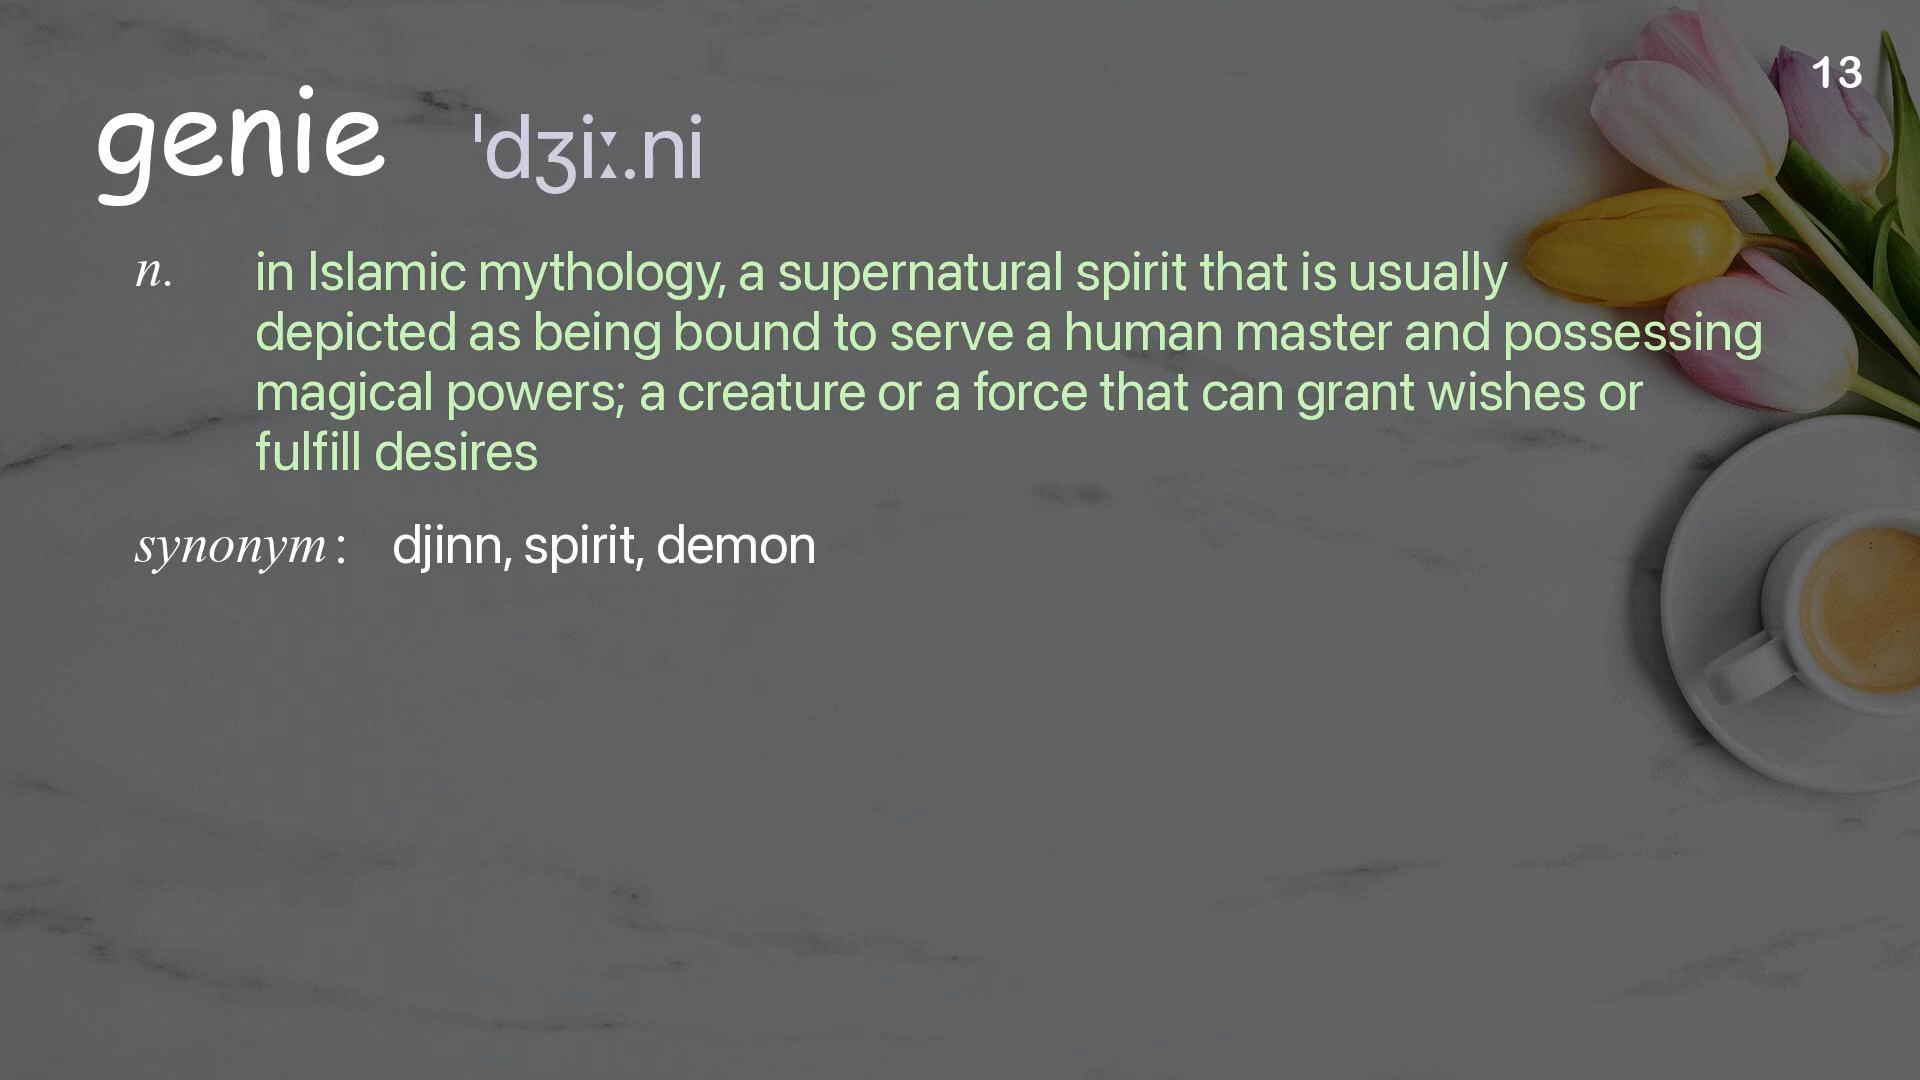 13
genie ˈdʒiː.ni
n. in Islamic mythology, a supernatural spirit that is usually
depicted as being bound to serve a human master and possessing
magical powers; a creature or a force that can grant wishes or
fulfill desires
synonym: djinn, spirit, demon